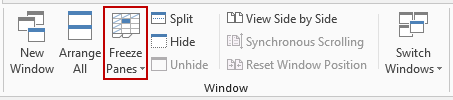 New Window
Arrange All
Freeze Panes
Split
Hide
Unhide
View Side by Side
Synchronous Scrolling
Reset Window Position
Switch Windows
Window